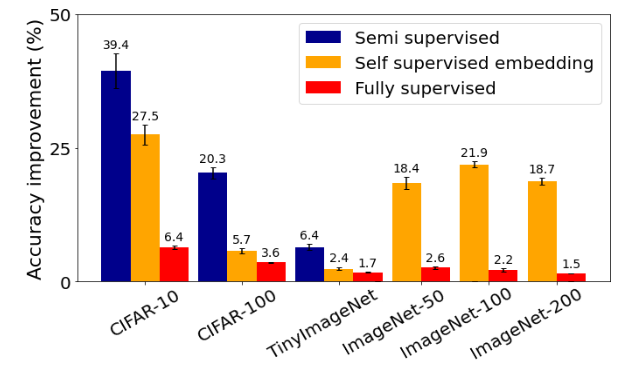 50
25
0
Accuracy improvement (%)
Semi supervised
Self supervised embedding
Fully supervised
39.4
27.5
6.4
20.3
5.7
3.6
6.4
2.4
1.7
18.4
2.6
21.9
2.2
18.7
1.5
CIFAR-10
CIFAR-100
TinyImageNet
ImageNet-50
ImageNet-100
ImageNet-200